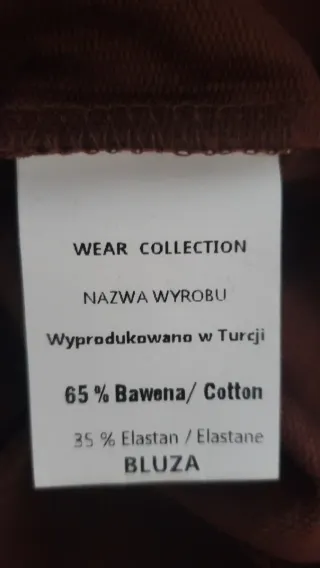 WEAR COLLECTION
NAZWA WYROBU
Wyprodukowano w Turcji
65 % Bawena/ Cotton
35 % Elastan / Elastane
BLUZA